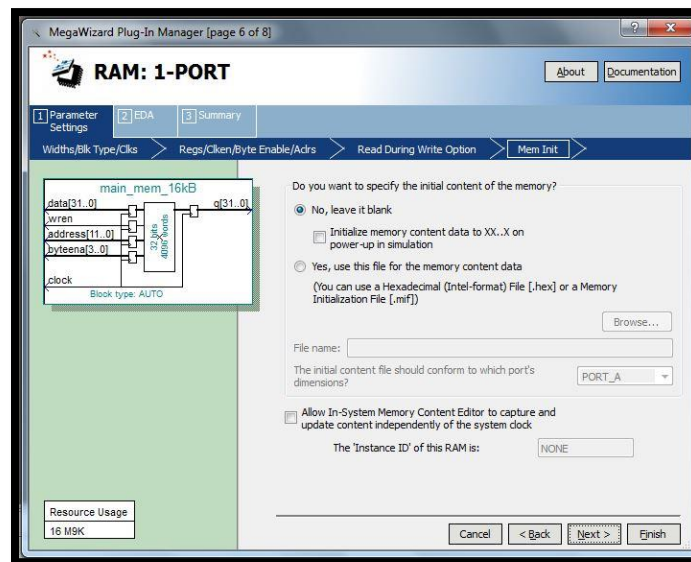 MegaWizard Plug-In Manager [page 6 of 8]
RAM: 1-PORT
About
Documentation
1 Parameter Settings
2 EDA
3 Summary
Widths/Blk Type/Clks
Regs/Clken/Byte Enable/Aclrs
Read During Write Option
Mem Init
main_mem_16kB
data[31..0]
q[31..0]
wren
address[11..0]
byteena[3..0]
32 bits
4096 words
clock
Block type: AUTO
Do you want to specify the initial content of the memory?
No, leave it blank
Initialize memory content data to XX..X on
power-up in simulation
Yes, use this file for the memory content data
(You can use a Hexadecimal (Intel-format) File [.hex] or a Memory
Initialization File [.mif])
Browse...
File name:
The initial content file should conform to which port's
dimensions?
PORT_A
Allow In-System Memory Content Editor to capture and
update content independently of the system clock
The 'Instance ID' of this RAM is:
NONE
Resource Usage
16 M9K
Cancel
< Back
Next >
Finish